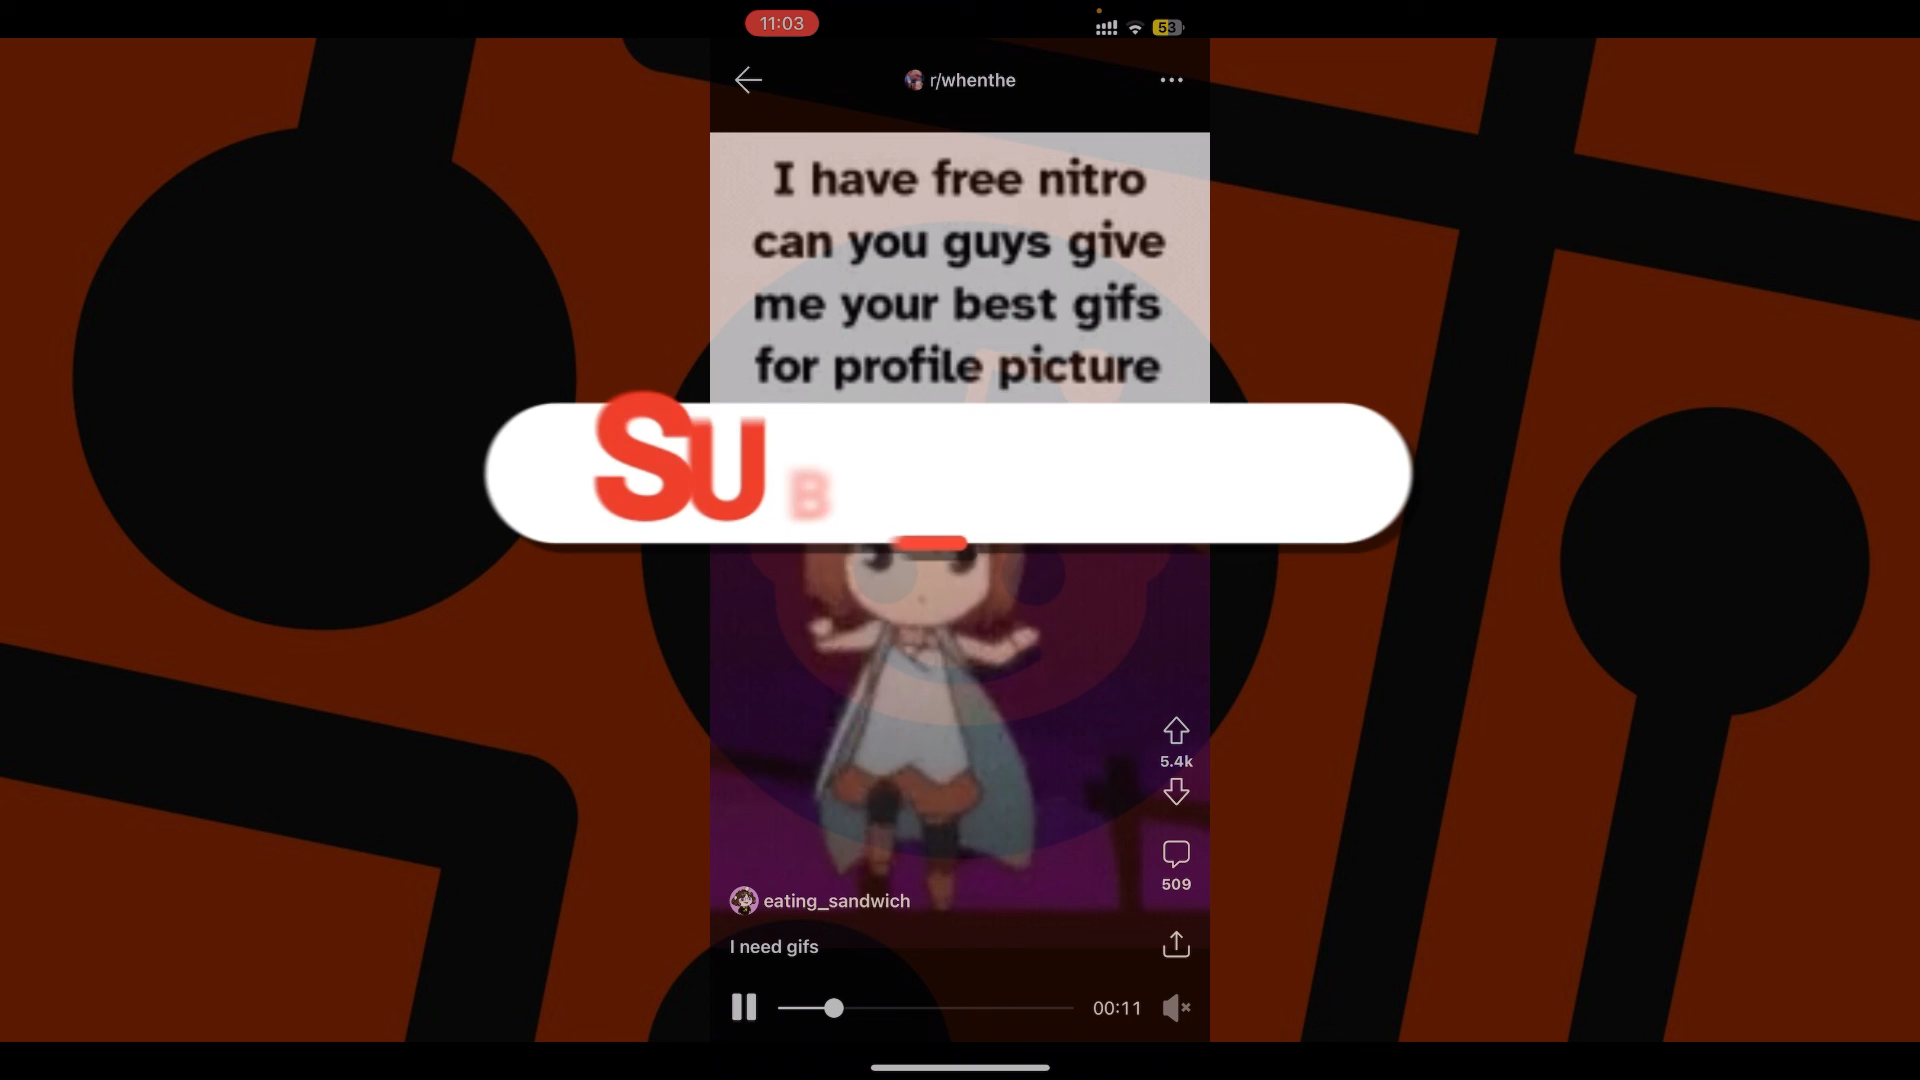 11:03
53
r/whenthe
I have free nitro
can you guys give
me your best gifs
for profile picture
SUB
5.4k
509
eating_sandwich
I need gifs
00:11